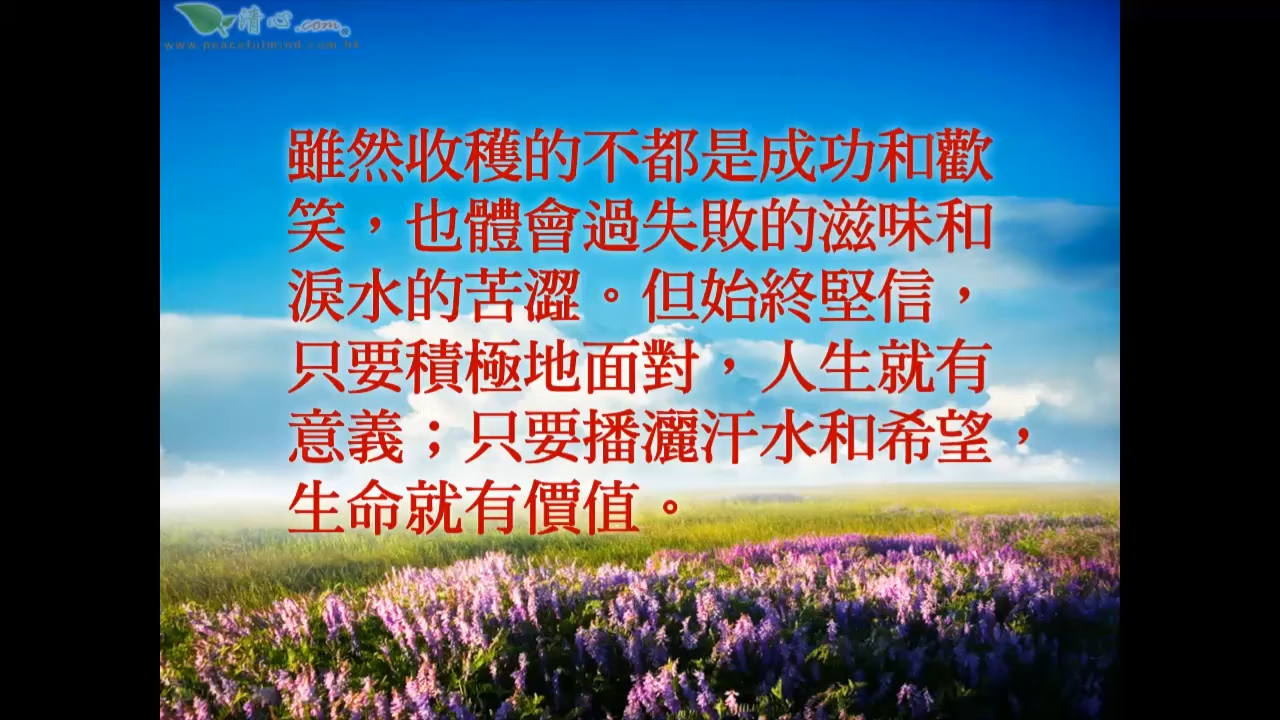 清心.com
www.peacefulmind.com.hk
雖然收穫的不都是成功和歡
笑，也體會過失敗的滋味和
淚水的苦澀。但始終堅信，
只要積極地面對，人生就有
意義；只要播灑汗水和希望，
生命就有價值。